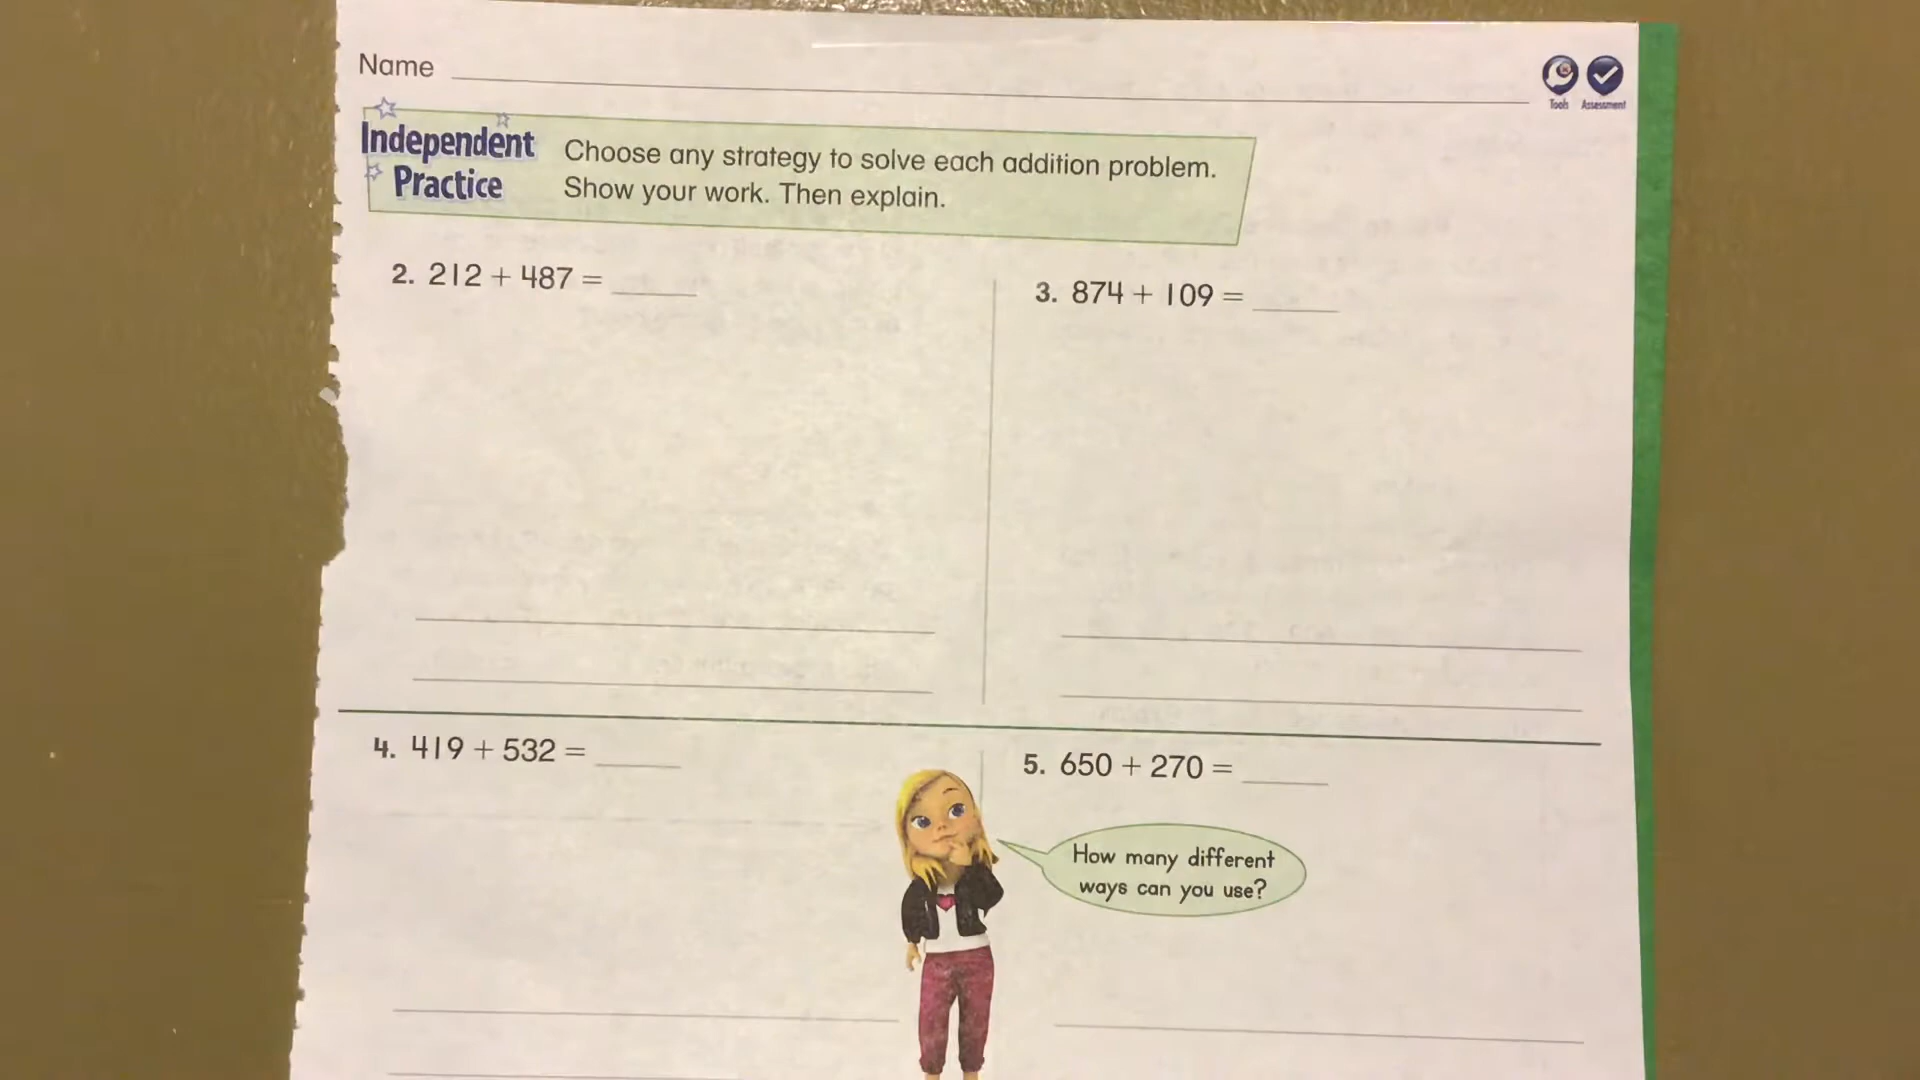 Name
Tools Assessment
Independent
Practice
Choose any strategy to solve each addition problem.
Show your work. Then explain.
2. 212 + 487 =
3. 874 + 109 =
4. 419 + 532 =
5. 650 + 270 =
How many different
ways can you use?